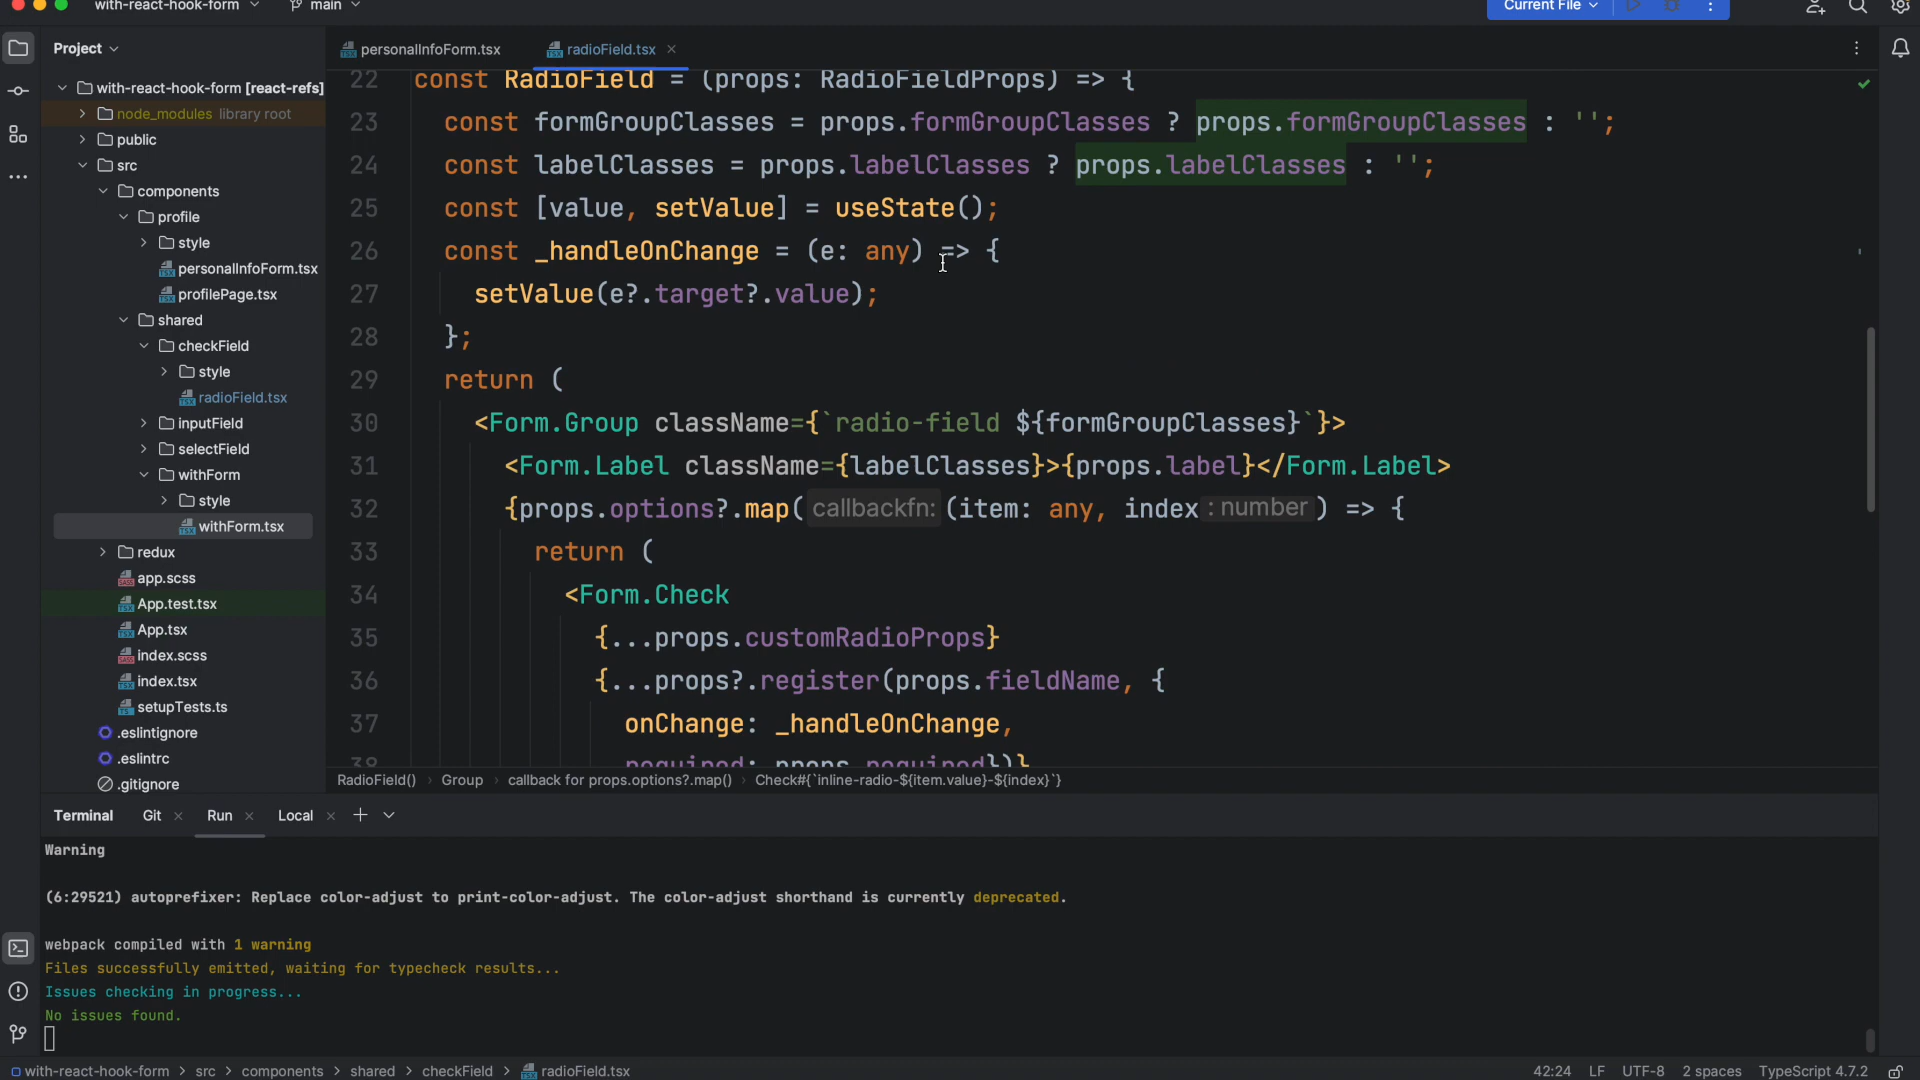 with-react-hook-form
main
Current File
Project
personalInfoForm.tsx
radioField.tsx
with-react-hook-form [react-refs]
node_modules library root
public
src
components
profile
style
personalInfoForm.tsx
profilePage.tsx
shared
checkField
style
radioField.tsx
inputField
selectField
withForm
style
withForm.tsx
redux
app.scss
App.test.tsx
App.tsx
index.scss
index.tsx
setupTests.ts
.eslintignore
.eslintrc
.gitignore
22 const RadioField = (props: RadioFieldProps) => {
23 const formGroupClasses = props.formGroupClasses ? props.formGroupClasses : '';
24 const labelClasses = props.labelClasses ? props.labelClasses : '';
25 const [value, setValue] = useState();
26 const _handleOnChange = (e: any) => {
27 setValue(e?.target?.value);
28 };
29 return (
30 <Form.Group className={`radio-field ${formGroupClasses}`}>
31 <Form.Label className={labelClasses}>{props.label}</Form.Label>
32 {props.options?.map( callbackfn: (item: any, index : number ) => {
33 return (
34 <Form.Check
35 {...props.customRadioProps}
36 {...props?.register(props.fieldName, {
37 onChange: _handleOnChange,
38 required: props.required})}
RadioField() › Group › callback for props.options?.map() › Check#{`inline-radio-${item.value}-${index}`}
Terminal Git Run Local
Warning
(6:29521) autoprefixer: Replace color-adjust to print-color-adjust. The color-adjust shorthand is currently deprecated.
webpack compiled with 1 warning
Files successfully emitted, waiting for typecheck results...
Issues checking in progress...
No issues found.
with-react-hook-form › src › components › shared › checkField › radioField.tsx
42:24 LF UTF-8 2 spaces TypeScript 4.7.2